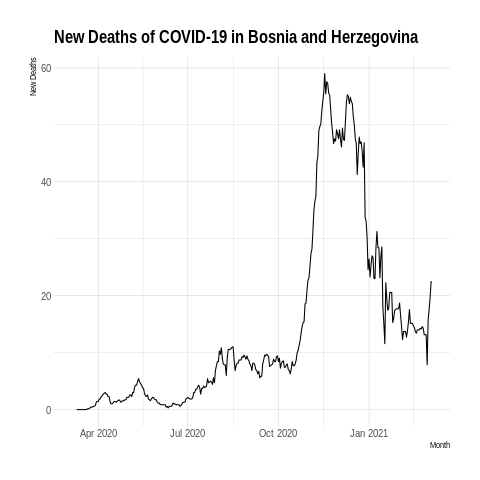 New Deaths of COVID-19 in Bosnia and Herzegovina
New Deaths
60
40
20
0
Apr 2020 Jul 2020 Oct 2020 Jan 2021
Month